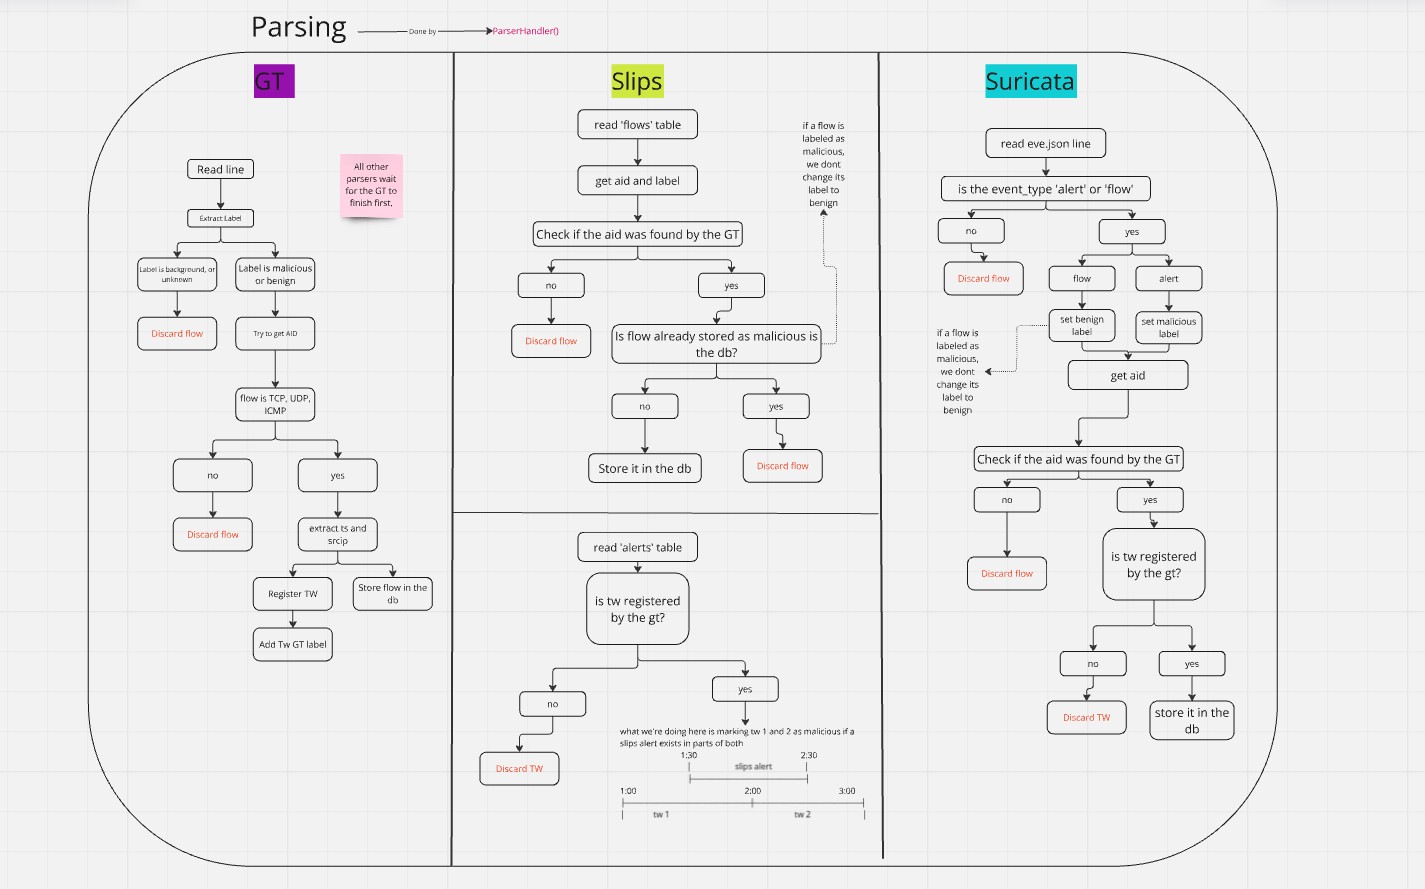 Parsing
Done by
ParserHandler()
GT
Read line
All other
parsers wait
for the GT to
finish first.
Extract Label
Label is background, or
unknown
Label is malicious
or benign
Discard flow
Try to get AID
flow is TCP, UDP,
ICMP
no
yes
Discard flow
extract ts and
srcip
Register TW
Store flow in the
db
Add Tw GT label
Slips
read 'flows' table
if a flow is
labeled as
malicious,
we dont
change its
label to
benign
get aid and label
Check if the aid was found by the GT
no
yes
Discard flow
Is flow already stored as malicious is
the db?
no
yes
Store it in the db
Discard flow
read 'alerts' table
is tw registered
by the gt?
no
yes
Discard TW
what we're doing here is marking tw 1 and 2 as malicious if a
slips alert exists in parts of both
1:30
2:30
slips alert
1:00
2:00
3:00
tw 1
tw 2
Suricata
read eve.json line
is the event_type 'alert' or 'flow'
no
yes
Discard flow
flow
alert
set benign
label
set malicious
label
if a flow is
labeled as
malicious,
we dont
change its
label to
benign
get aid
Check if the aid was found by the GT
no
yes
Discard flow
is tw registered
by the gt?
no
yes
Discard TW
store it in the
db